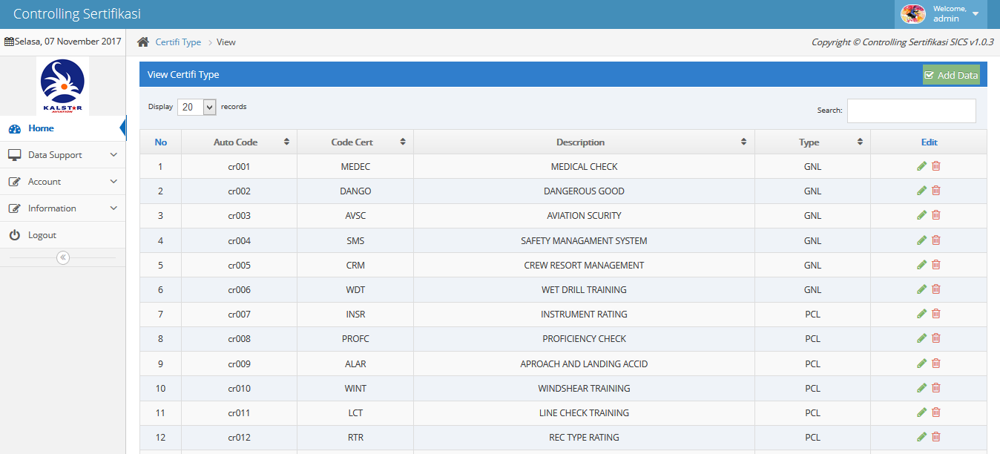 Controlling Sertifikasi
Welcome,
admin
Selasa, 07 November 2017
Certifi Type > View
Copyright © Controlling Sertifikasi SICS v1.0.3
KALSTAR
AVIATION
Home
Data Support
Account
Information
Logout
View Certifi Type
Add Data
Display 20 records
Search:
No Auto Code Code Cert Description Type Edit
1 cr001 MEDEC MEDICAL CHECK GNL
2 cr002 DANGO DANGEROUS GOOD GNL
3 cr003 AVSC AVIATION SCURITY GNL
4 cr004 SMS SAFETY MANAGAMENT SYSTEM GNL
5 cr005 CRM CREW RESORT MANAGEMENT GNL
6 cr006 WDT WET DRILL TRAINING GNL
7 cr007 INSR INSTRUMENT RATING PCL
8 cr008 PROFC PROFICIENCY CHECK PCL
9 cr009 ALAR APROACH AND LANDING ACCID PCL
10 cr010 WINT WINDSHEAR TRAINING PCL
11 cr011 LCT LINE CHECK TRAINING PCL
12 cr012 RTR REC TYPE RATING PCL